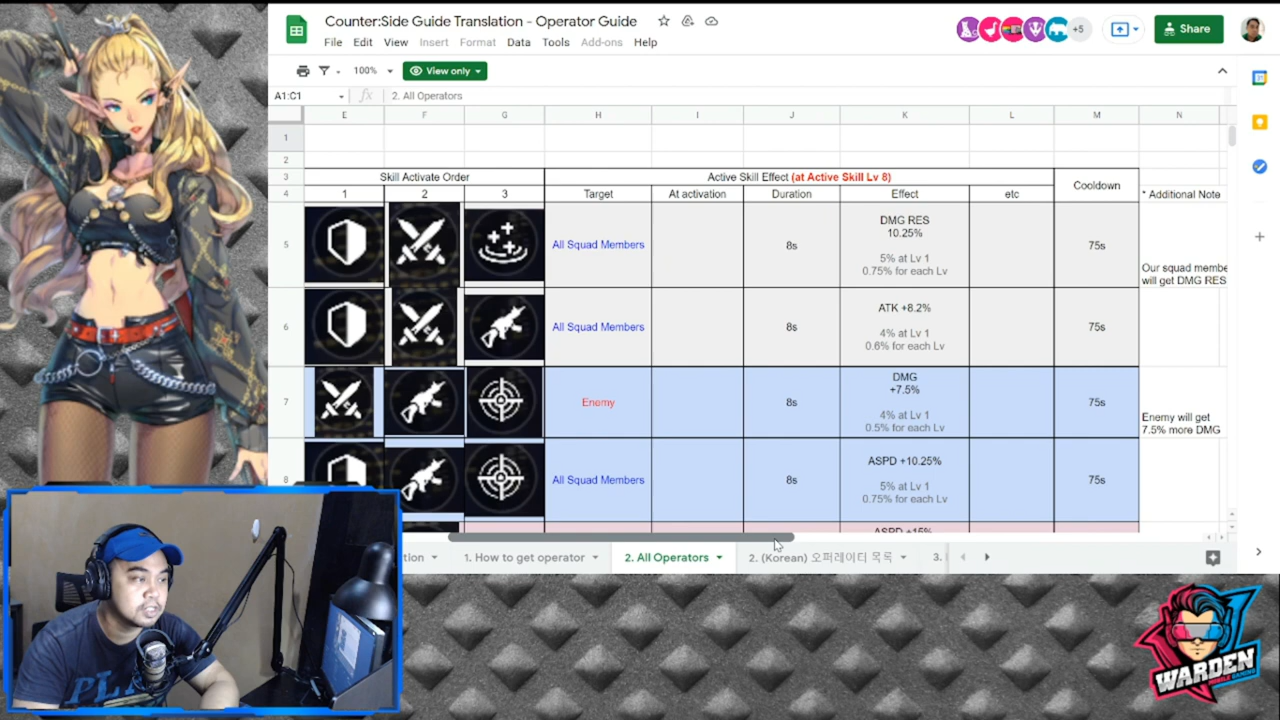 Counter:Side Guide Translation - Operator Guide
+5
Share
File Edit View Insert Format Data Tools Add-ons Help
100% View only
A1:C1 fx 2. All Operators
E F G H I J K L M N
1
2
3 Skill Activate Order Active Skill Effect (at Active Skill Lv 8) Cooldown
4 1 2 3 Target At activation Duration Effect etc * Additional Note
5 All Squad Members 8s DMG RES 75s
10.25%
5% at Lv 1
0.75% for each Lv
Our squad membe
will get DMG RES
6 All Squad Members 8s ATK +8.2% 75s
4% at Lv 1
0.6% for each Lv
7 Enemy 8s DMG 75s
+7.5%
4% at Lv 1
0.5% for each Lv
Enemy will get
7.5% more DMG
8 All Squad Members 8s ASPD +10.25% 75s
5% at Lv 1
0.75% for each Lv
ASPD +15%
tion 1. How to get operator 2. All Operators 2. (Korean) 오퍼레이터 목록 3.
WARDEN
MOBILE GAMING